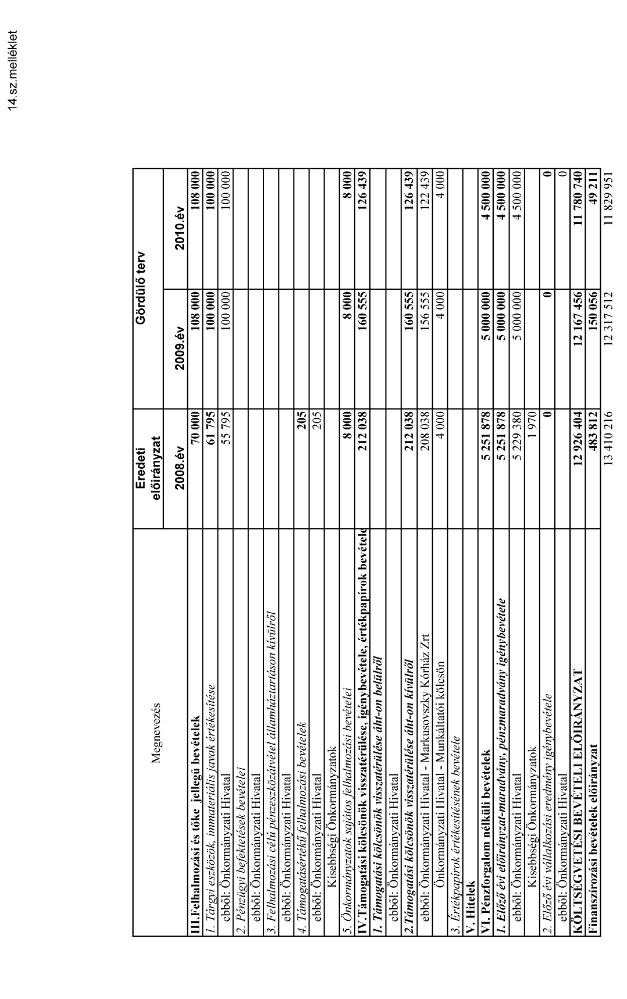 14.sz.melléklet
Megnevezés Eredeti előirányzat Gördülő terv
2008.év 2009.év 2010.év
III.Felhalmozási és tőke jellegű bevételek 70 000 108 000 108 000
1. Tárgyi eszközök, immateriális javak értékesítése 61 795 100 000 100 000
ebből: Önkormányzati Hivatal 55 795 100 000 100 000
2. Pénzügyi befektetések bevételei
ebből: Önkormányzati Hivatal
3. Felhalmozási célú pénzeszközátvétel államháztartáson kívülről
ebből: Önkormányzati Hivatal
4. Támogatásértékű felhalmozási bevételek 205
ebből: Önkormányzati Hivatal 205
Kisebbségi Önkormányzatok
5. Önkormányzatok sajátos felhalmozási bevételei 8 000 8 000 8 000
IV.Támogatási kölcsönök visszatérülése, igénybevétele, értékpapírok bevétele 212 038 160 555 126 439
1. Támogatási kölcsönök visszatérülése áht-on belülről
ebből: Önkormányzati Hivatal
2.Támogatási kölcsönök visszatérülése áht-on kívülről 212 038 160 555 126 439
ebből: Önkormányzati Hivatal - Markusovszky Kórház Zrt 208 038 156 555 122 439
Önkormányzati Hivatal - Munkáltatói kölcsön 4 000 4 000 4 000
3. Értékpapírok értékesítésének bevétele
V. Hitelek
VI. Pénzforgalom nélküli bevételek 5 251 878 5 000 000 4 500 000
1. Előző évi előirányzat-maradvány, pénzmaradvány igénybevétele 5 251 878 5 000 000 4 500 000
ebből: Önkormányzati Hivatal 5 229 380 5 000 000 4 500 000
Kisebbségi Önkormányzatok 1 970
2. Előző évi vállalkozási eredmény igénybevétele 0 0 0
ebből: Önkormányzati Hivatal 0
KÖLTSÉGVETÉSI BEVÉTELI ELŐIRÁNYZAT 12 926 404 12 167 456 11 780 740
Finanszírozási bevételek előirányzat 483 812 150 056 49 211
13 410 216 12 317 512 11 829 951